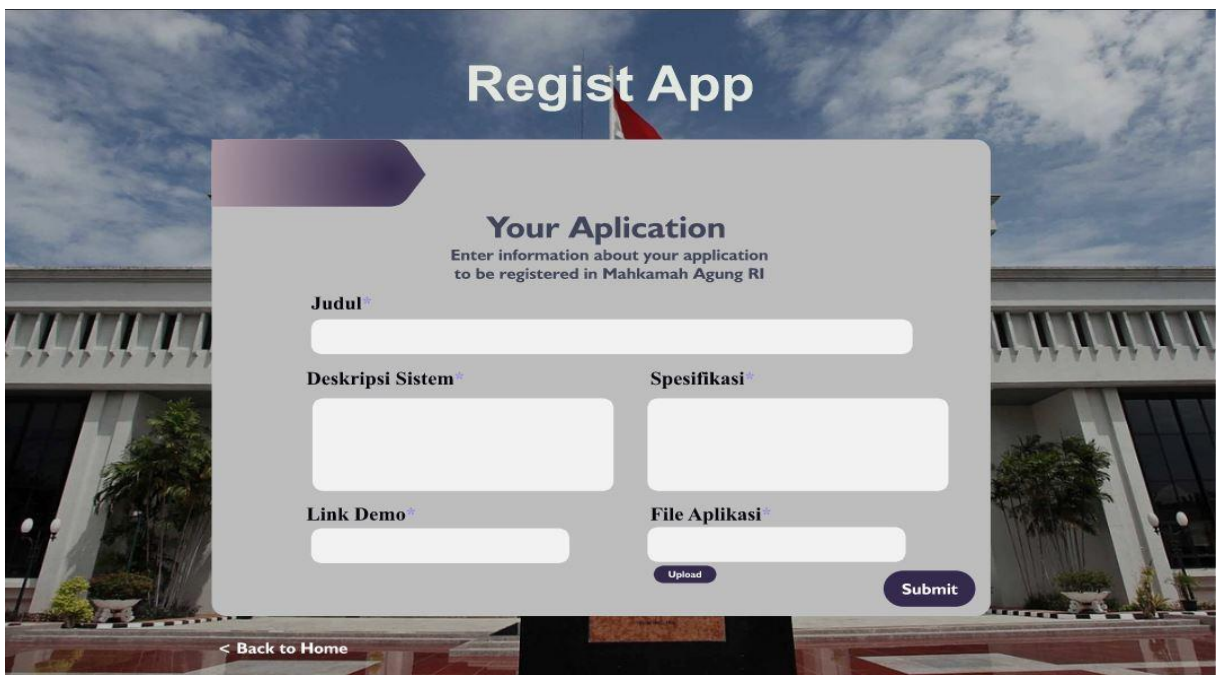 Regist App
Your Aplication
Enter information about your application
to be registered in Mahkamah Agung RI
Judul*
Deskripsi Sistem*
Spesifikasi*
Link Demo*
File Aplikasi*
Upload
Submit
< Back to Home